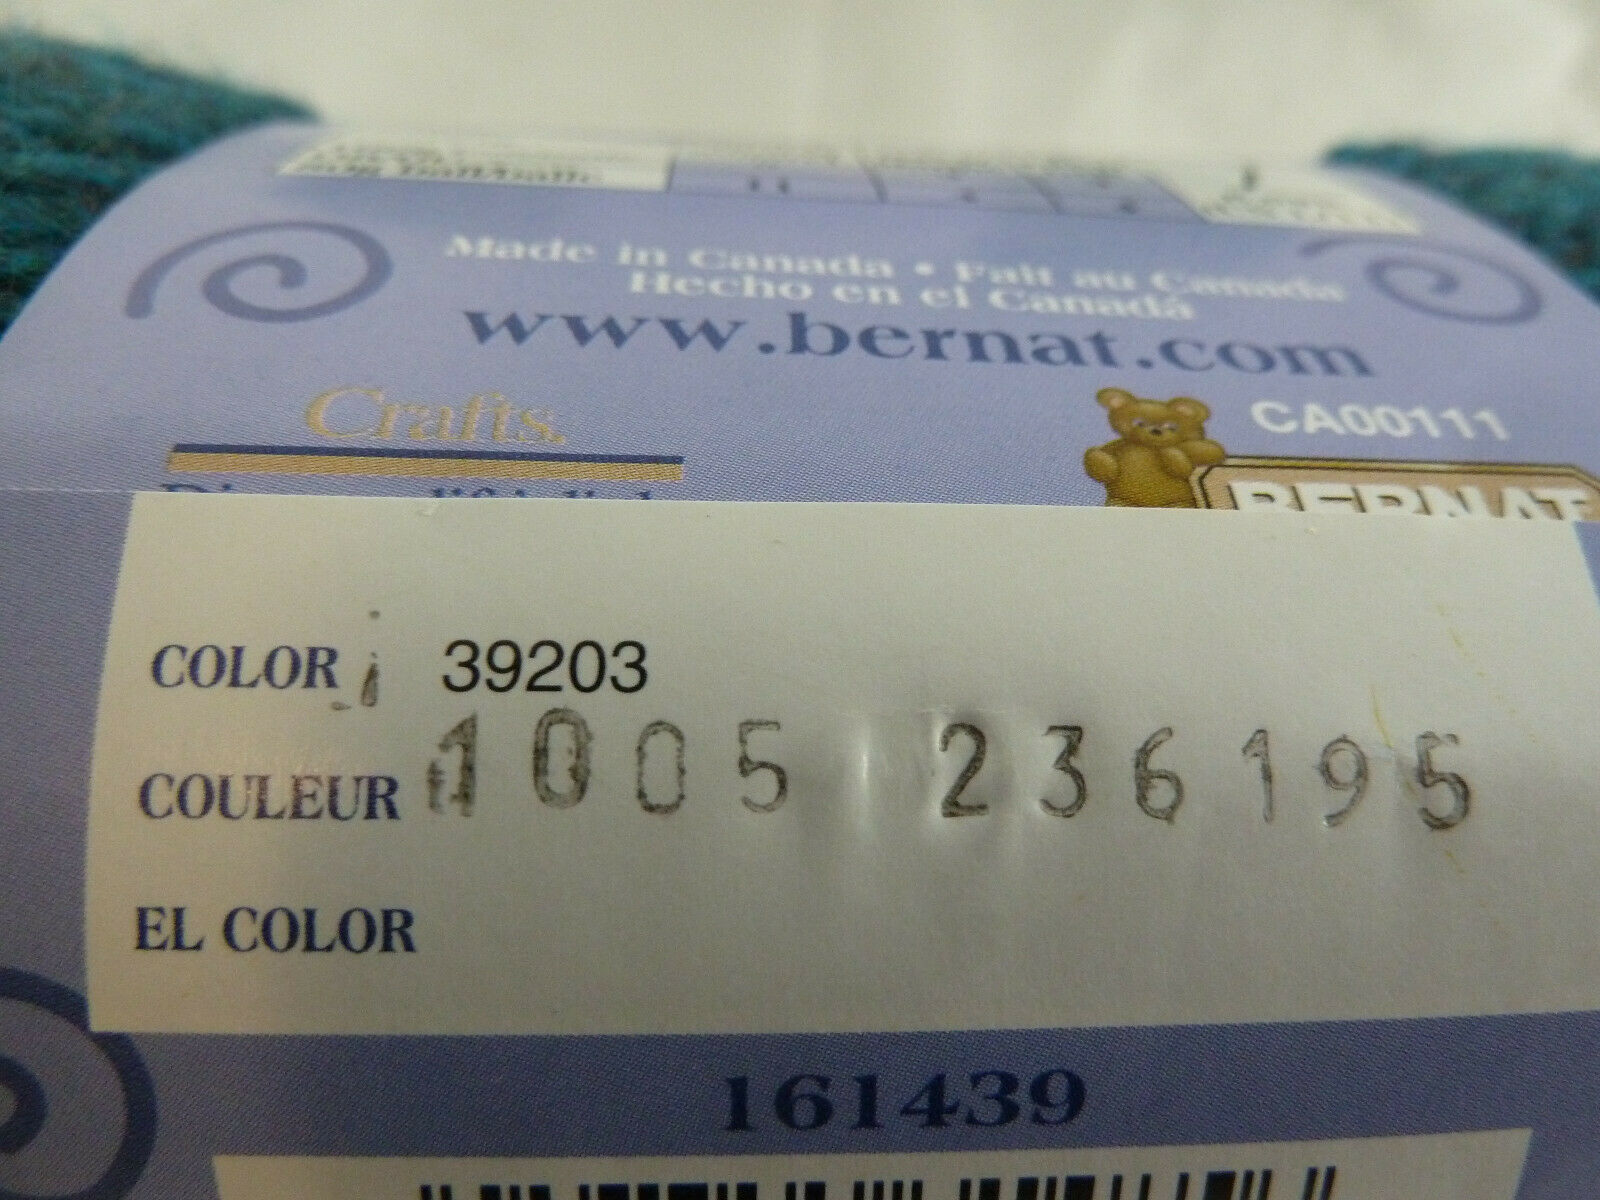 Made in Canada • Fait au Canada
Hecho en el Canadá
www.bernat.com
Crafts.
CA00111
BERNAT
COLOR 39203
1005 236195
COULEUR
EL COLOR
161439